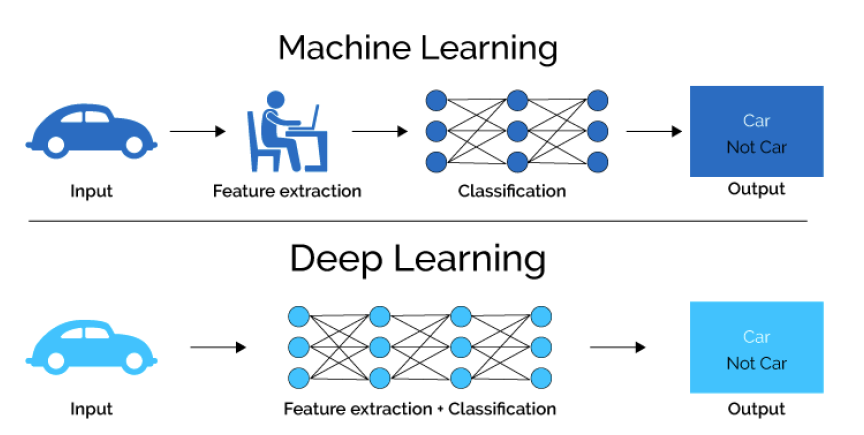 Machine Learning
Car
Not Car
Input
Feature extraction
Classification
Output
Deep Learning
Car
Not Car
Input
Feature extraction + Classification
Output